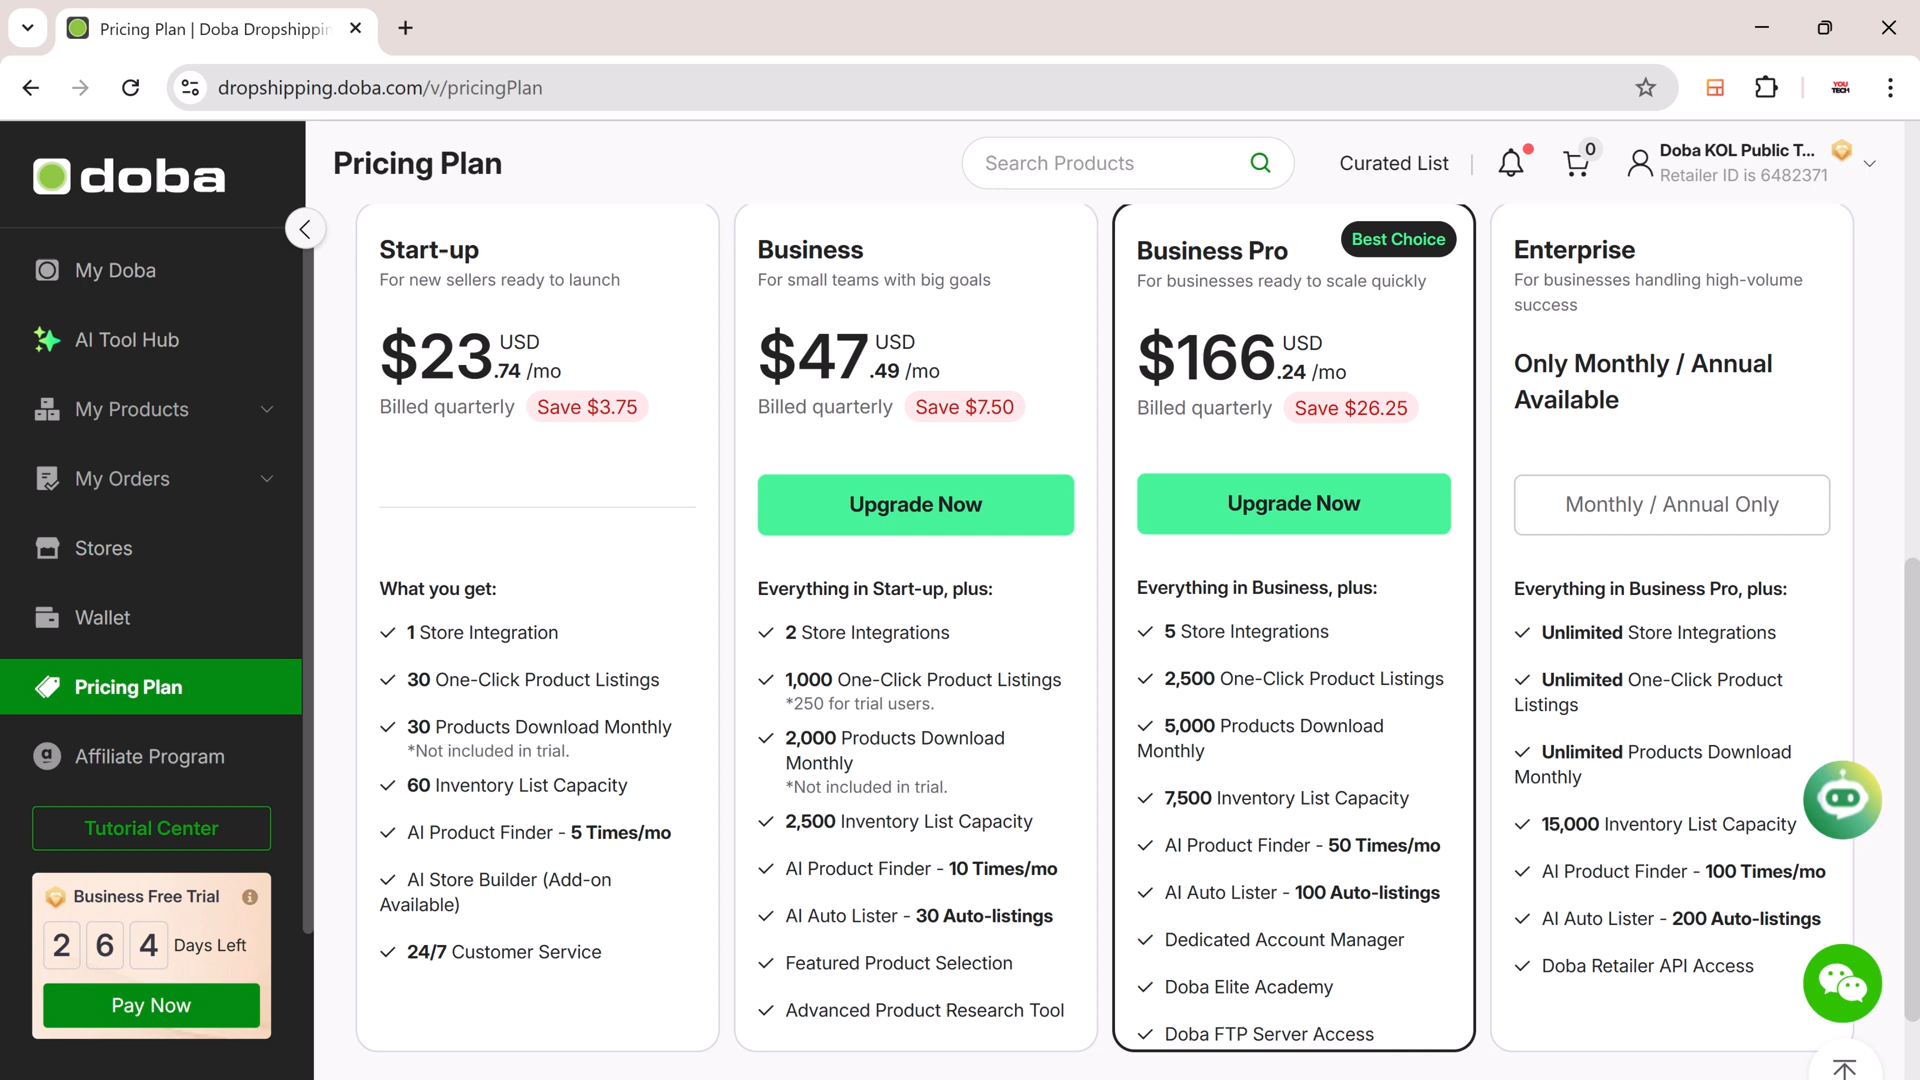 Pricing Plan | Doba Dropshippin
dropshipping.doba.com/v/pricingPlan
YOU
TECH
doba
Pricing Plan
Search Products
Curated List
0
Doba KOL Public T...
Retailer ID is 6482371
My Doba
AI Tool Hub
My Products
My Orders
Stores
Wallet
Pricing Plan
Affiliate Program
Tutorial Center
Business Free Trial
2 6 4 Days Left
Pay Now
Start-up
For new sellers ready to launch
$23.74 USD /mo
Billed quarterly Save $3.75
What you get:
1 Store Integration
30 One-Click Product Listings
30 Products Download Monthly
*Not included in trial.
60 Inventory List Capacity
AI Product Finder - 5 Times/mo
AI Store Builder (Add-on
Available)
24/7 Customer Service
Business
For small teams with big goals
$47.49 USD /mo
Billed quarterly Save $7.50
Upgrade Now
Everything in Start-up, plus:
2 Store Integrations
1,000 One-Click Product Listings
*250 for trial users.
2,000 Products Download
Monthly
*Not included in trial.
2,500 Inventory List Capacity
AI Product Finder - 10 Times/mo
AI Auto Lister - 30 Auto-listings
Featured Product Selection
Advanced Product Research Tool
Business Pro
Best Choice
For businesses ready to scale quickly
$166.24 USD /mo
Billed quarterly Save $26.25
Upgrade Now
Everything in Business, plus:
5 Store Integrations
2,500 One-Click Product Listings
5,000 Products Download
Monthly
7,500 Inventory List Capacity
AI Product Finder - 50 Times/mo
AI Auto Lister - 100 Auto-listings
Dedicated Account Manager
Doba Elite Academy
Doba FTP Server Access
Enterprise
For businesses handling high-volume
success
Only Monthly / Annual
Available
Monthly / Annual Only
Everything in Business Pro, plus:
Unlimited Store Integrations
Unlimited One-Click Product
Listings
Unlimited Products Download
Monthly
15,000 Inventory List Capacity
AI Product Finder - 100 Times/mo
AI Auto Lister - 200 Auto-listings
Doba Retailer API Access